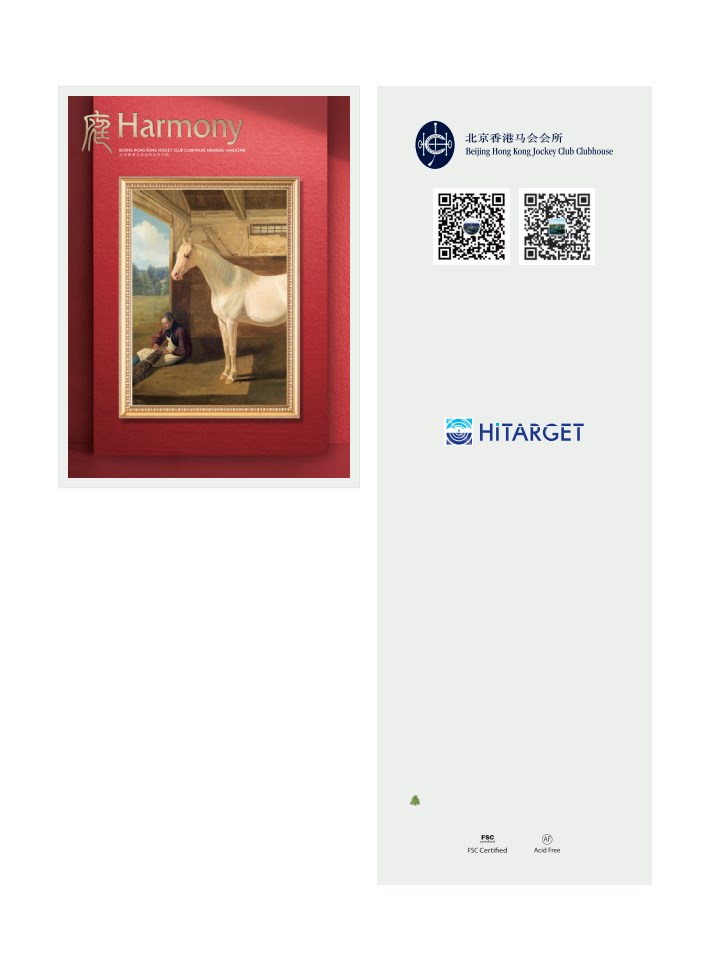 Harmony
BEIJING HONG KONG JOCKEY CLUB CLUBHOUSE MEMBERS' MAGAZINE
北京香港马会会所
Beijing Hong Kong Jockey Club Clubhouse
HiTARGET
FSC
certified
AF
FSC Certified
Acid Free